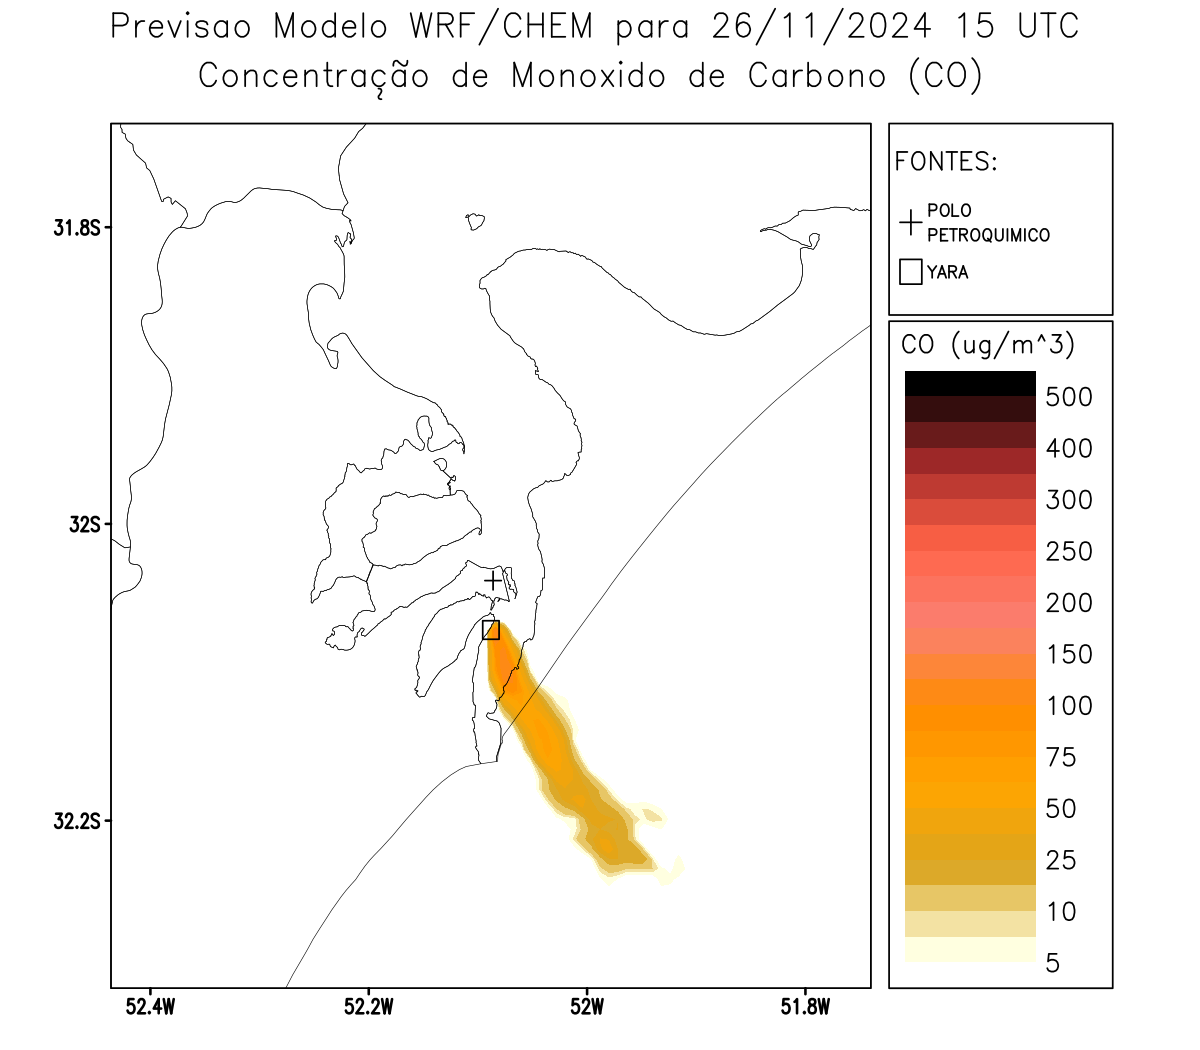 Previsao Modelo WRF/CHEM para 26/11/2024 15 UTC
Concentração de Monoxido de Carbono (CO)
FONTES:
POLO
PETROQUIMICO
YARA
CO (ug/m^3)
500
400
300
250
200
150
100
75
50
25
10
5
31.8S
32S
32.2S
52.4W
52.2W
52W
51.8W